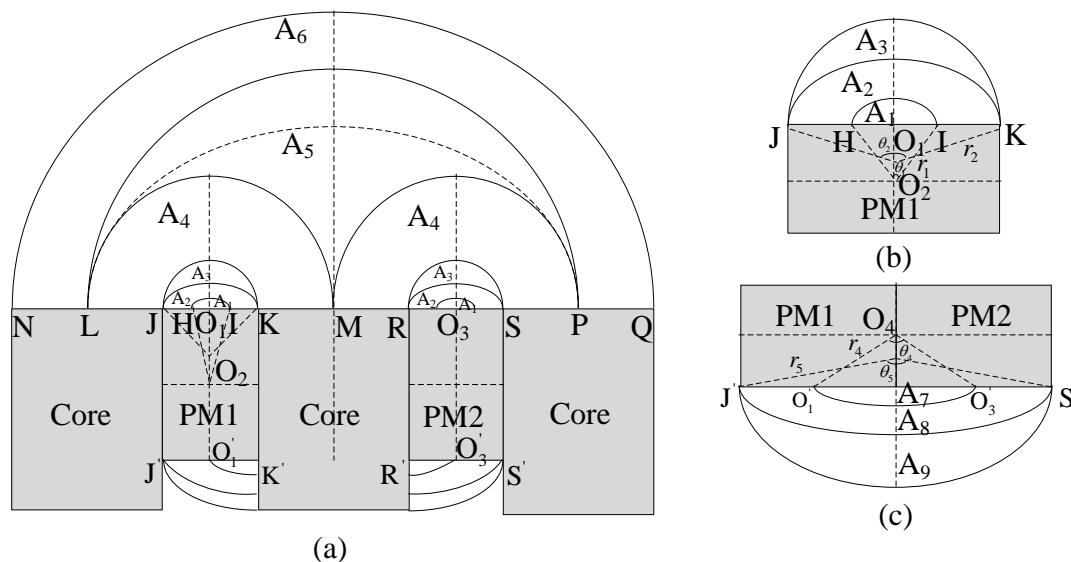 A6
A5
A4 A4
A3 A3
A2 A1 A2 A1
N L J H O1 I K M R O3 S P Q
O2
Core PM1 Core PM2 Core
J' O1' K' R' O3' S'
(a)
A3
A2
A1
J H O1 I K
θ2 θ1 r1 r2
O2
PM1
(b)
PM1 O4 PM2
r4 θ4
r5 θ5
J' O1' A7 O3' S
A8
A9
(c)